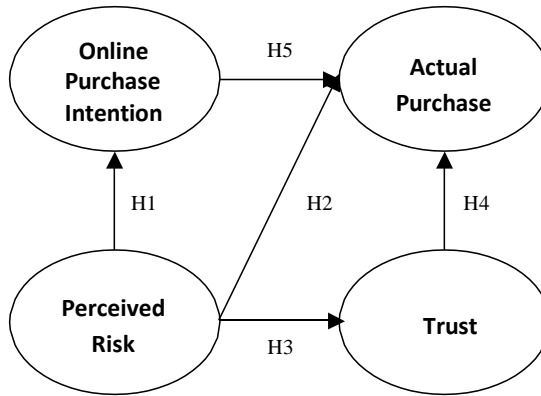 Online
Purchase
Intention
H5
Actual
Purchase
H1
H2
H4
Perceived
Risk
H3
Trust